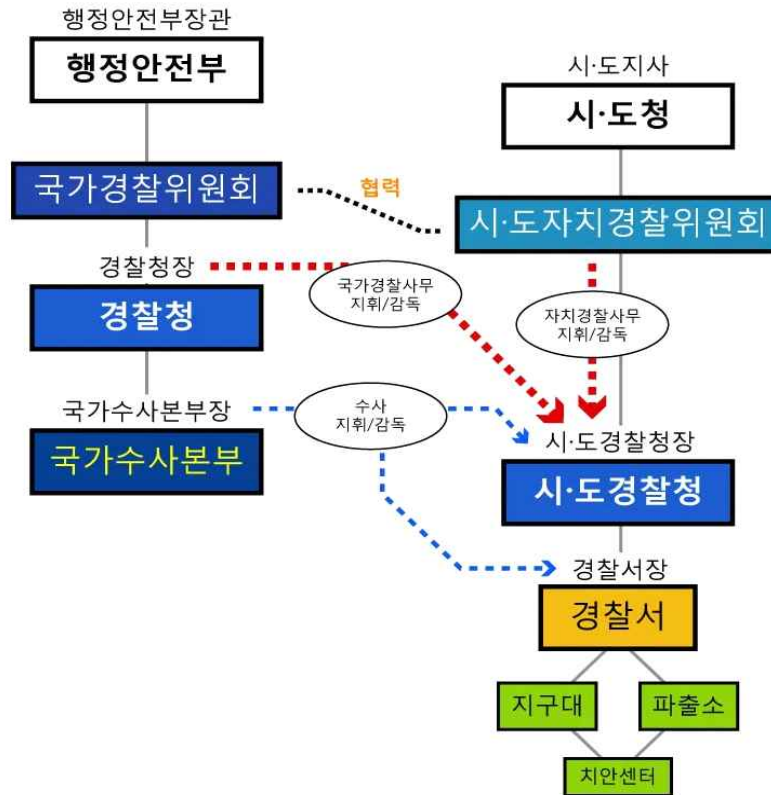 행정안전부장관
행정안전부
시·도지사
시·도청
국가경찰위원회
협력
시·도자치경찰위원회
경찰청장
국가경찰사무
지휘/감독
자치경찰사무
지휘/감독
경찰청
국가수사본부장
수사
지휘/감독
국가수사본부
시·도경찰청장
시·도경찰청
경찰서장
경찰서
지구대
파출소
치안센터